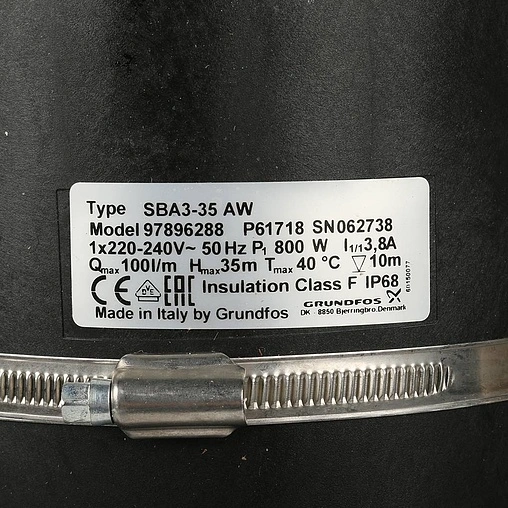 Type SBA3-35 AW
Model 97896288 P61718 SN062738
1x220-240V~ 50 Hz P₁ 800 W I₁/₁ 3,8A
Qmax 100l/m Hmax 35m Tmax 40 °C ▽ 10m
CE VDE EAC Insulation Class F IP68
GRUNDFOS
Made in Italy by Grundfos DK - 8850 Bjerringbro.Denmark